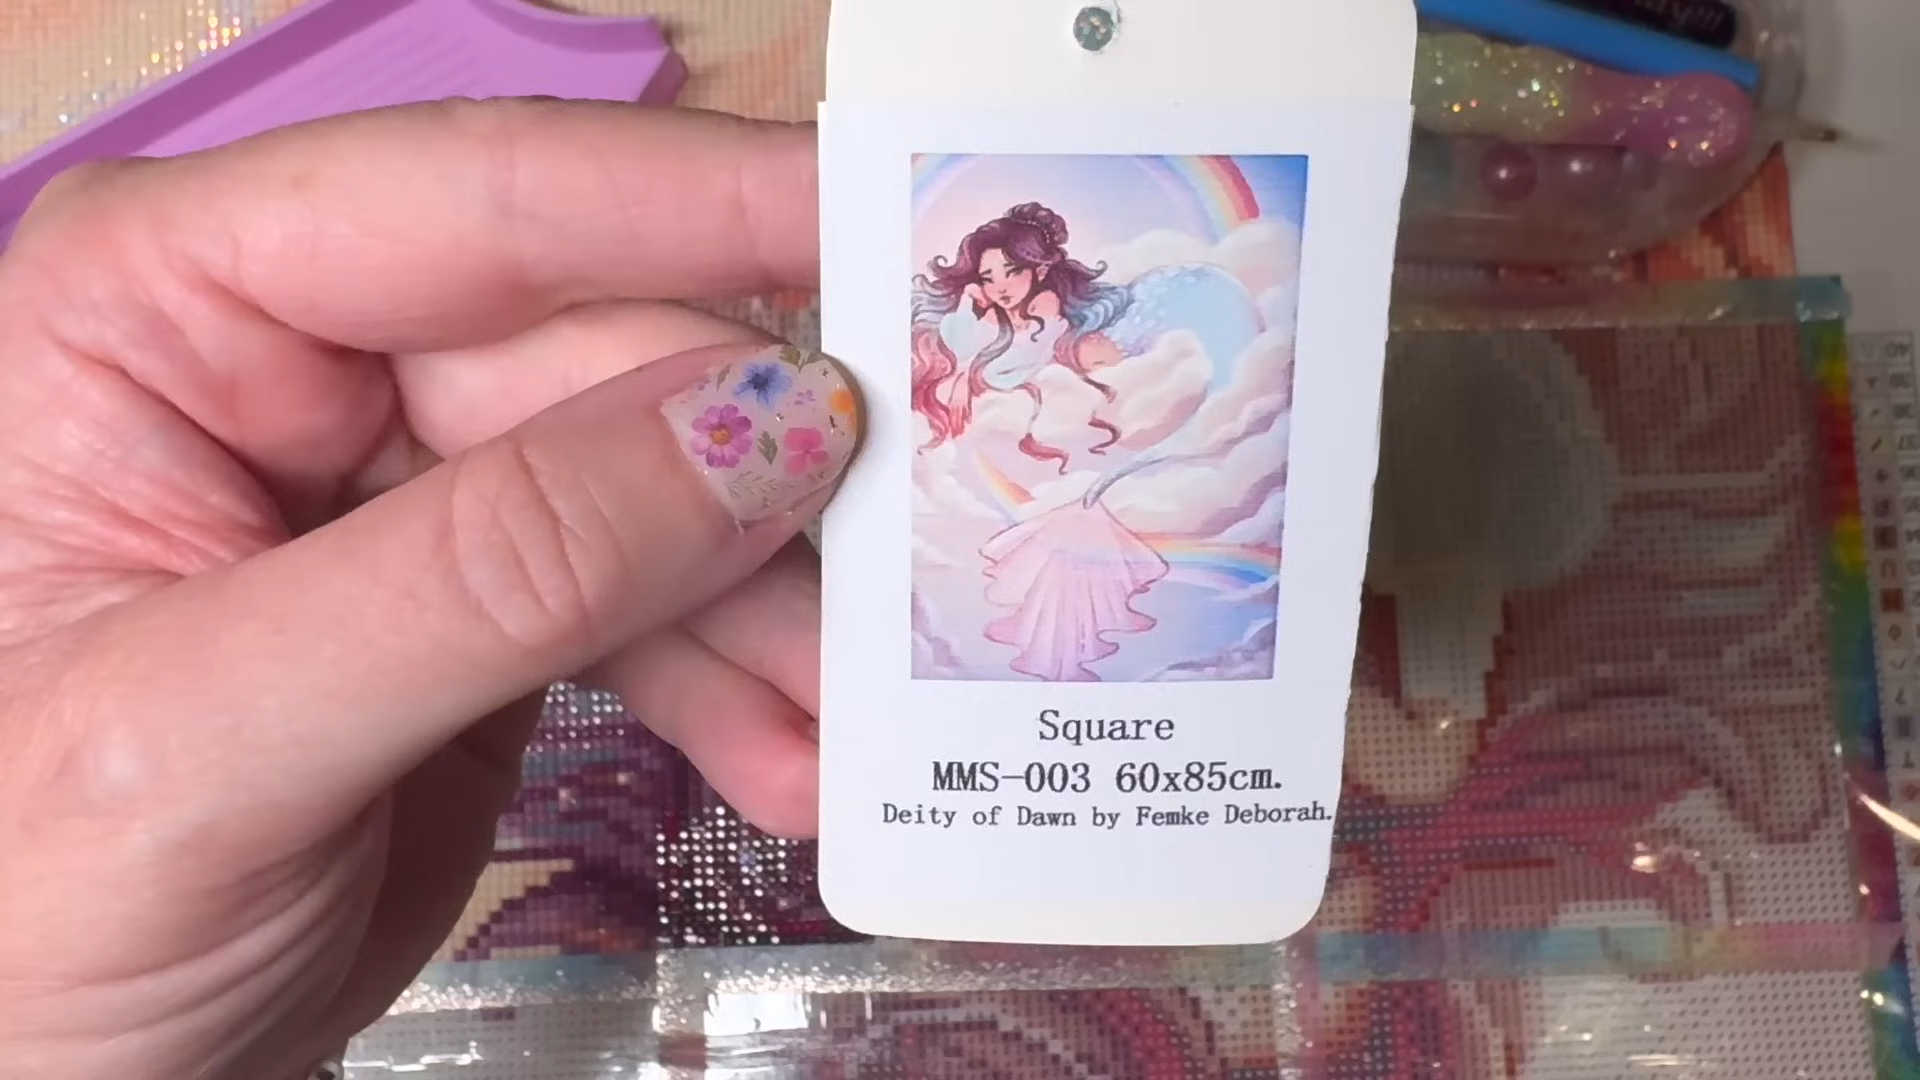 Square
MMS-003 60x85cm.
Deity of Dawn by Femke Deborah.